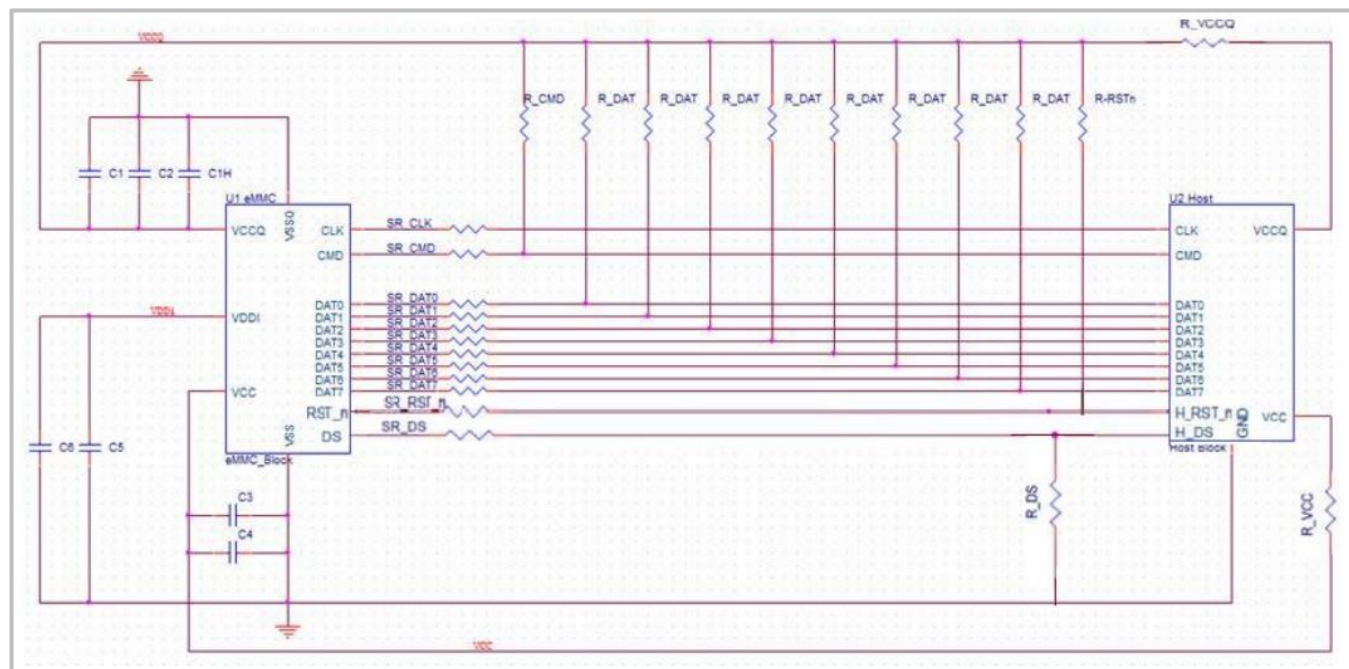 R_VCCQ
VCCQ
R_CMD R_DAT R_DAT R_DAT R_DAT R_DAT R_DAT R_DAT R_DAT R-RSTn
C1 C2 C1H
U1 eMMC
U2 Host
VCCQ VSSQ CLK SR_CLK CLK VCCQ
CMD SR_CMD CMD
DAT0 SR_DAT0 DAT0
VDDI DAT1 SR_DAT1 DAT1
DAT2 SR_DAT2 DAT2
DAT3 SR_DAT3 DAT3
DAT4 SR_DAT4 DAT4
DAT5 SR_DAT5 DAT5
DAT6 SR_DAT6 DAT6
VCC DAT7 SR_DAT7 DAT7
RST_n SR_RST_n H_RST_n GND VCC
VSS DS SR_DS H_DS
C6 C5 eMMC_Block Host Block
C3
R_DS R_VCC
C4
VCC